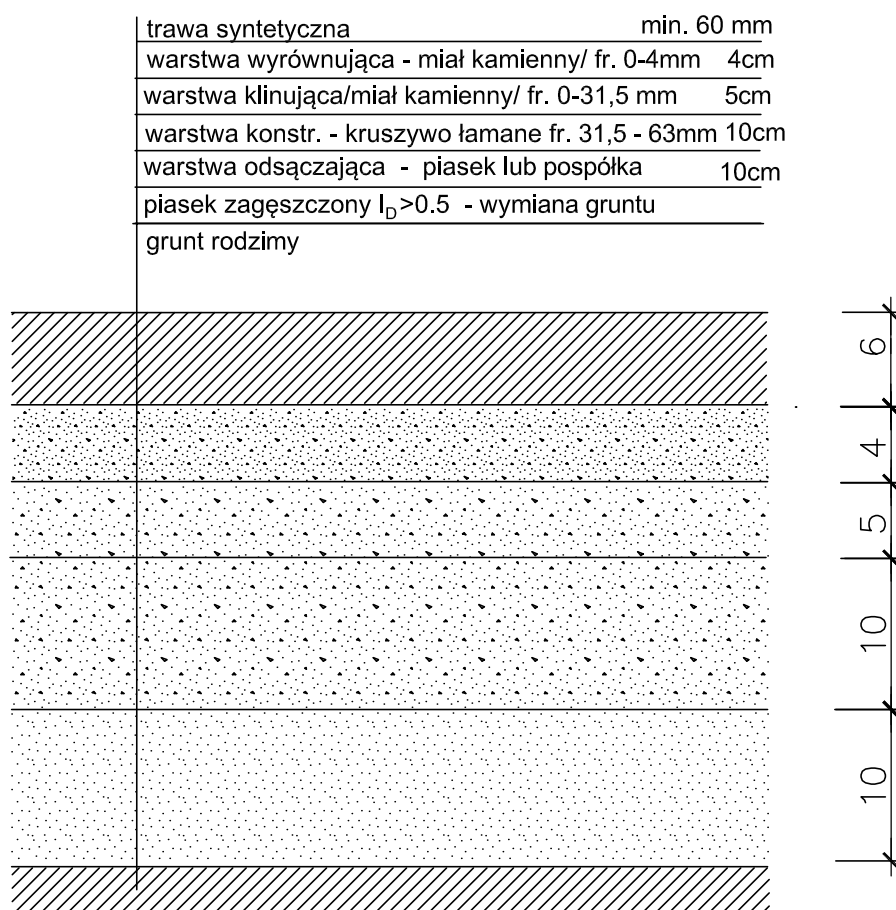 trawa syntetyczna min. 60 mm
warstwa wyrównująca - miał kamienny/ fr. 0-4mm 4cm
warstwa klinująca/miał kamienny/ fr. 0-31,5 mm 5cm
warstwa konstr. - kruszywo łamane fr. 31,5 - 63mm 10cm
warstwa odsączająca - piasek lub pospółka 10cm
piasek zagęszczony I_D>0.5 - wymiana gruntu
grunt rodzimy
6
4
5
10
10